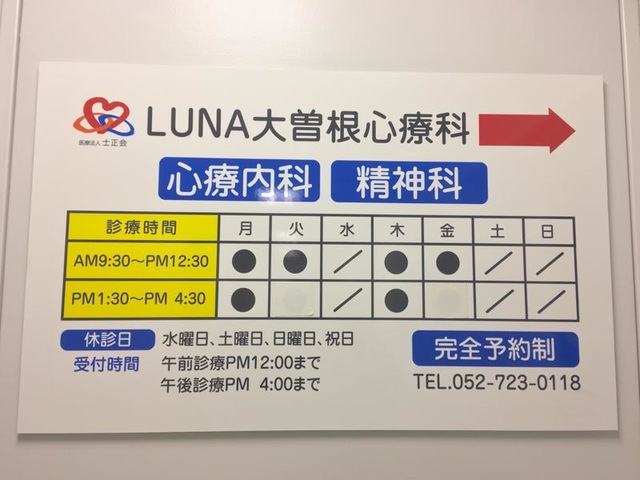 LUNA大曽根心療科
医療法人 士正会
心療内科 精神科
診療時間 月 火 水 木 金 土 日
AM9:30〜PM12:30 ● ● ／ ● ● ／ ／
PM1:30〜PM 4:30 ● ／ ● ／ ／
休診日 水曜日、土曜日、日曜日、祝日
受付時間 午前診療PM12:00まで
午後診療PM 4:00まで
完全予約制
TEL.052-723-0118